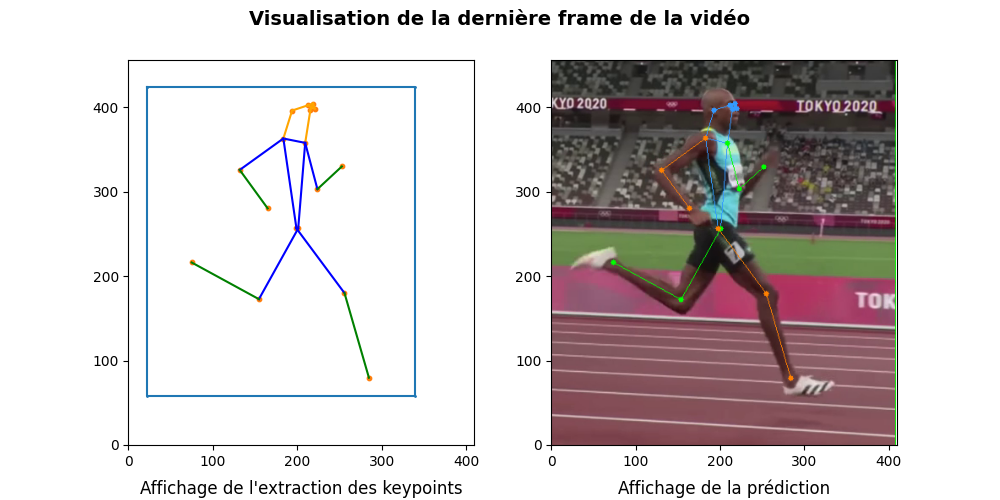 Visualisation de la dernière frame de la vidéo
400
300
200
100
0
0 100 200 300 400
Affichage de l'extraction des keypoints
400
300
200
100
0
0 100 200 300 400
Affichage de la prédiction
KYO 2020
TOKYO 2020
TOK